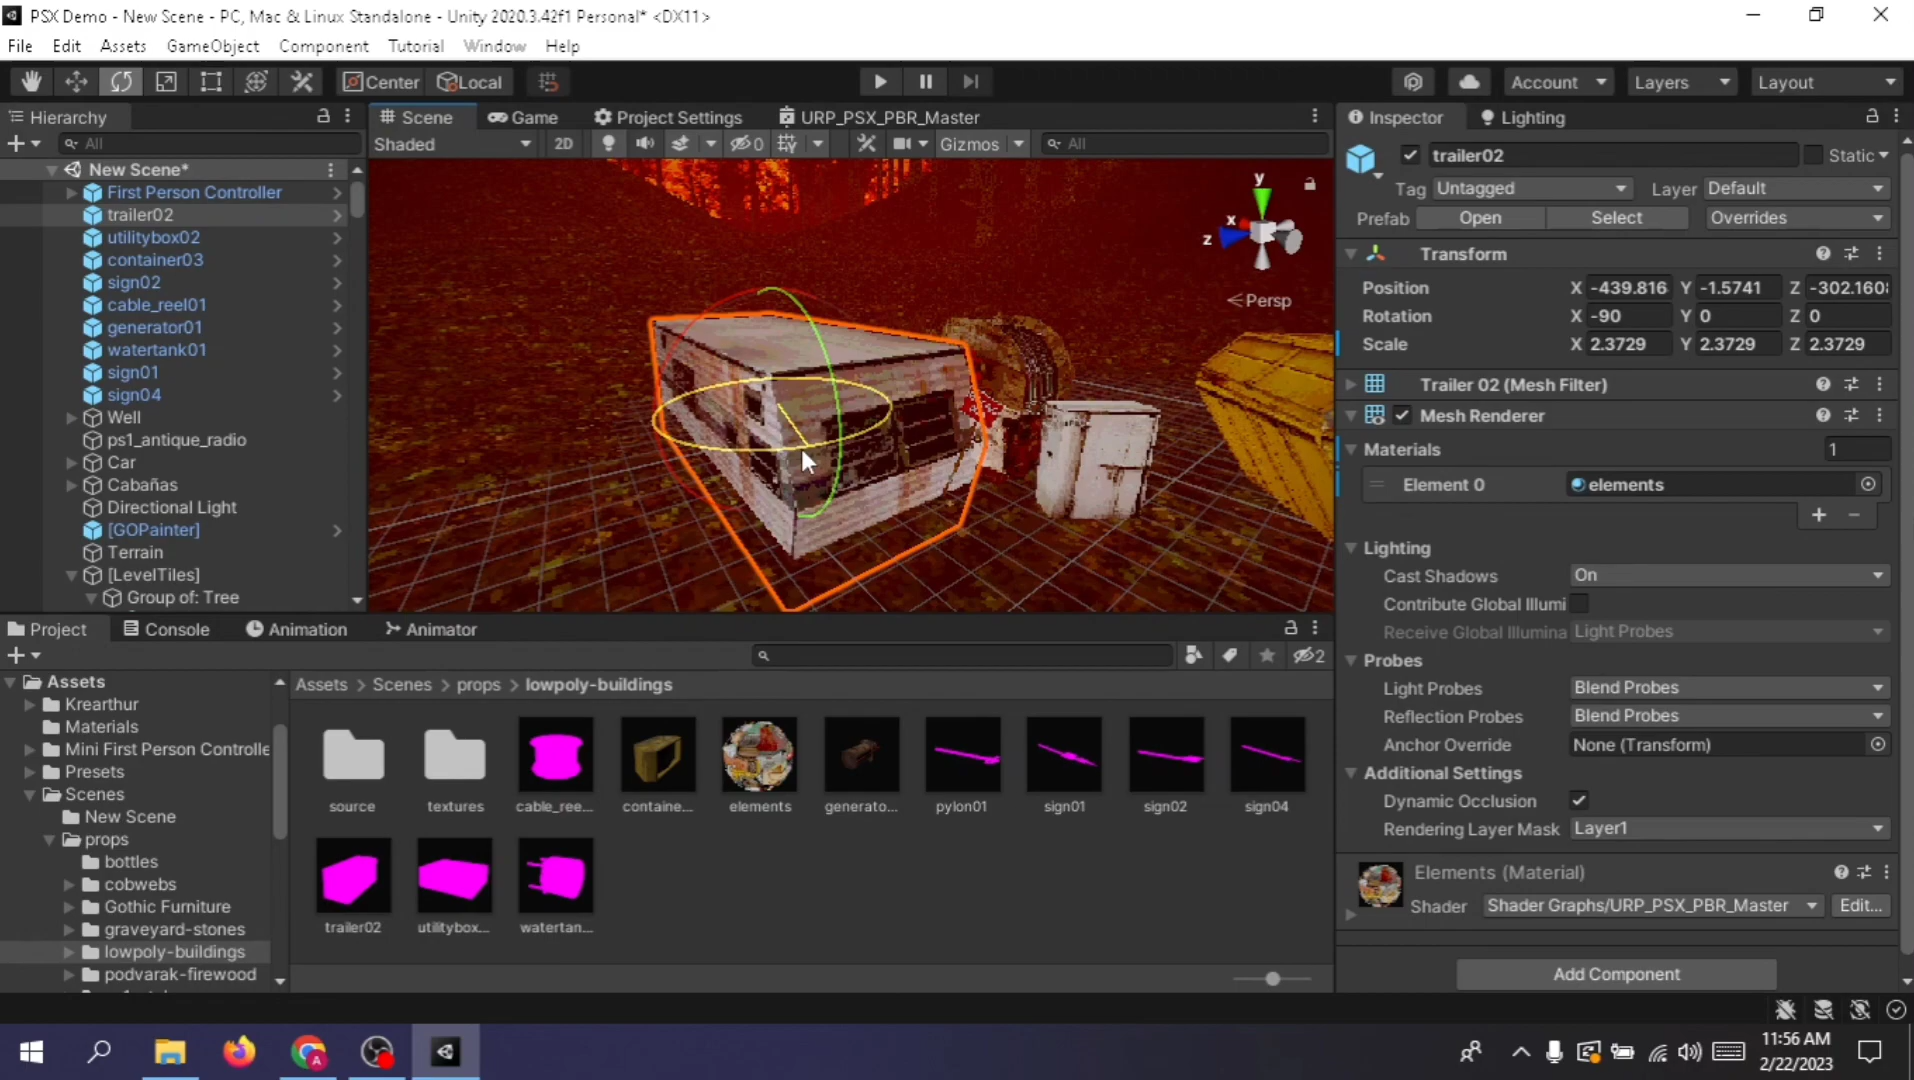 PSX Demo - New Scene - PC, Mac & Linux Standalone - Unity 2020.3.42f1 Personal* <DX11>
File Edit Assets GameObject Component Tutorial Window Help
Center Local Account Layers Layout
Hierarchy
All
New Scene*
First Person Controller
trailer02
utilitybox02
container03
sign02
cable_reel01
generator01
watertank01
sign01
sign04
Well
ps1_antique_radio
Car
Cabañas
Directional Light
[GOPainter]
Terrain
[LevelTiles]
Group of: Tree
Scene Game Project Settings URP_PSX_PBR_Master
Shaded 2D 0 Gizmos All
y
x
z
Persp
Inspector Lighting
trailer02 Static
Tag Untagged Layer Default
Prefab Open Select Overrides
Transform
Position X -439.816 Y -1.5741 Z -302.1608
Rotation X -90 Y 0 Z 0
Scale X 2.3729 Y 2.3729 Z 2.3729
Trailer 02 (Mesh Filter)
Mesh Renderer
Materials 1
Element 0 elements
Lighting
Cast Shadows On
Contribute Global Illumi
Receive Global Illumina Light Probes
Probes
Light Probes Blend Probes
Reflection Probes Blend Probes
Anchor Override None (Transform)
Additional Settings
Dynamic Occlusion
Rendering Layer Mask Layer1
Elements (Material)
Shader Shader Graphs/URP_PSX_PBR_Master Edit...
Add Component
Project Console Animation Animator
2
Assets
Krearthur
Materials
Mini First Person Controlle
Presets
Scenes
New Scene
props
bottles
cobwebs
Gothic Furniture
graveyard-stones
lowpoly-buildings
podvarak-firewood
Assets > Scenes > props > lowpoly-buildings
source textures cable_ree... containe... elements generato... pylon01 sign01 sign02 sign04
trailer02 utilitybox... watertan...
11:56 AM
2/22/2023